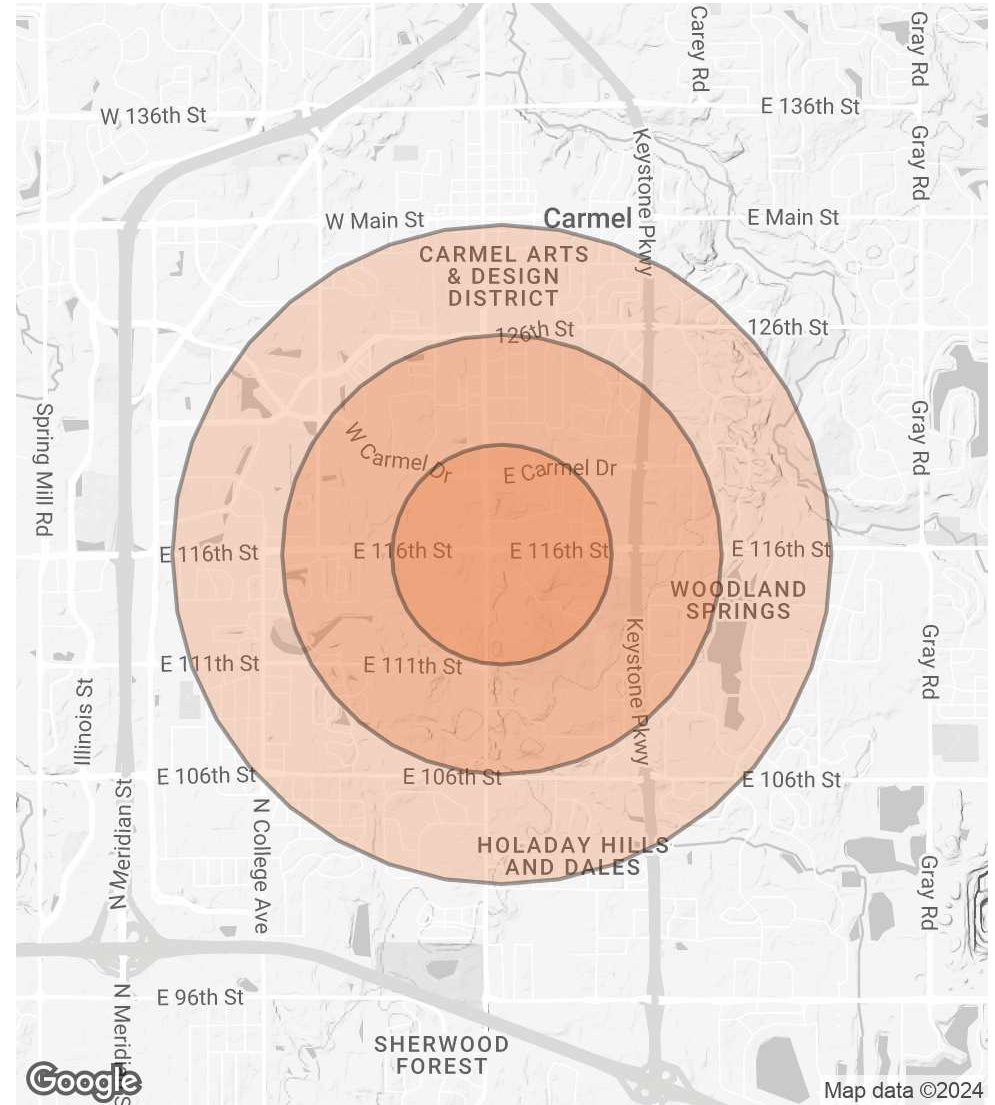 Carey Rd
Gray Rd
W 136th St
E 136th St
Gray Rd
Keystone Pkwy
W Main St
Carmel
E Main St
CARMEL ARTS
& DESIGN
DISTRICT
126th St
126th St
Spring Mill Rd
W Carmel Dr
E Carmel Dr
Gray Rd
E 116th St
E 116th St
E 116th St
E 116th St
WOODLAND
SPRINGS
E 111th St
E 111th St
Keystone Pkwy
Gray Rd
Illinois St
E 106th St
E 106th St
E 106th St
N Meridian St
N College Ave
HOLADAY HILLS
AND DALES
Gray Rd
E 96th St
N Meridian S
SHERWOOD
FOREST
Google
Map data ©2024